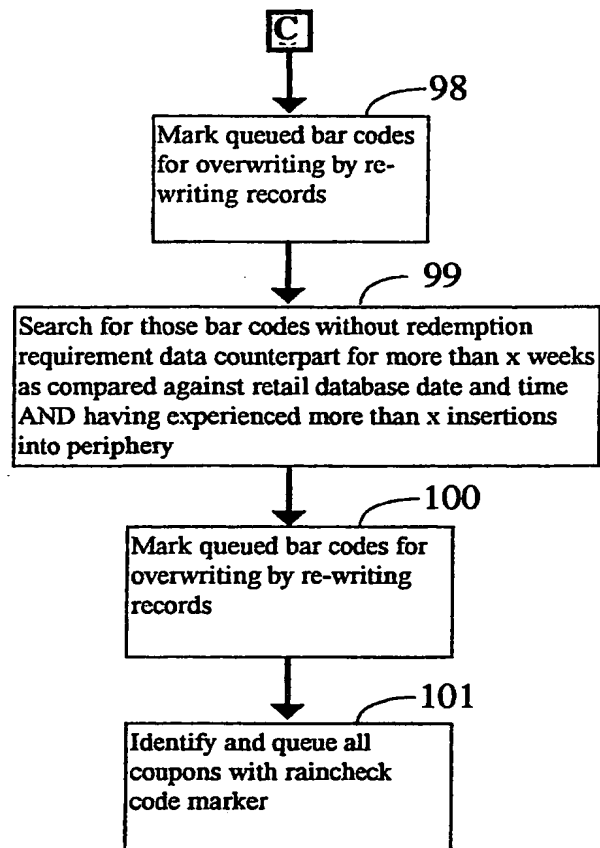 C
98
Mark queued bar codes
for overwriting by re-
writing records
99
Search for those bar codes without redemption
requirement data counterpart for more than x weeks
as compared against retail database date and time
AND having experienced more than x insertions
into periphery
100
Mark queued bar codes for
overwriting by re-writing
records
101
Identify and queue all
coupons with raincheck
code marker